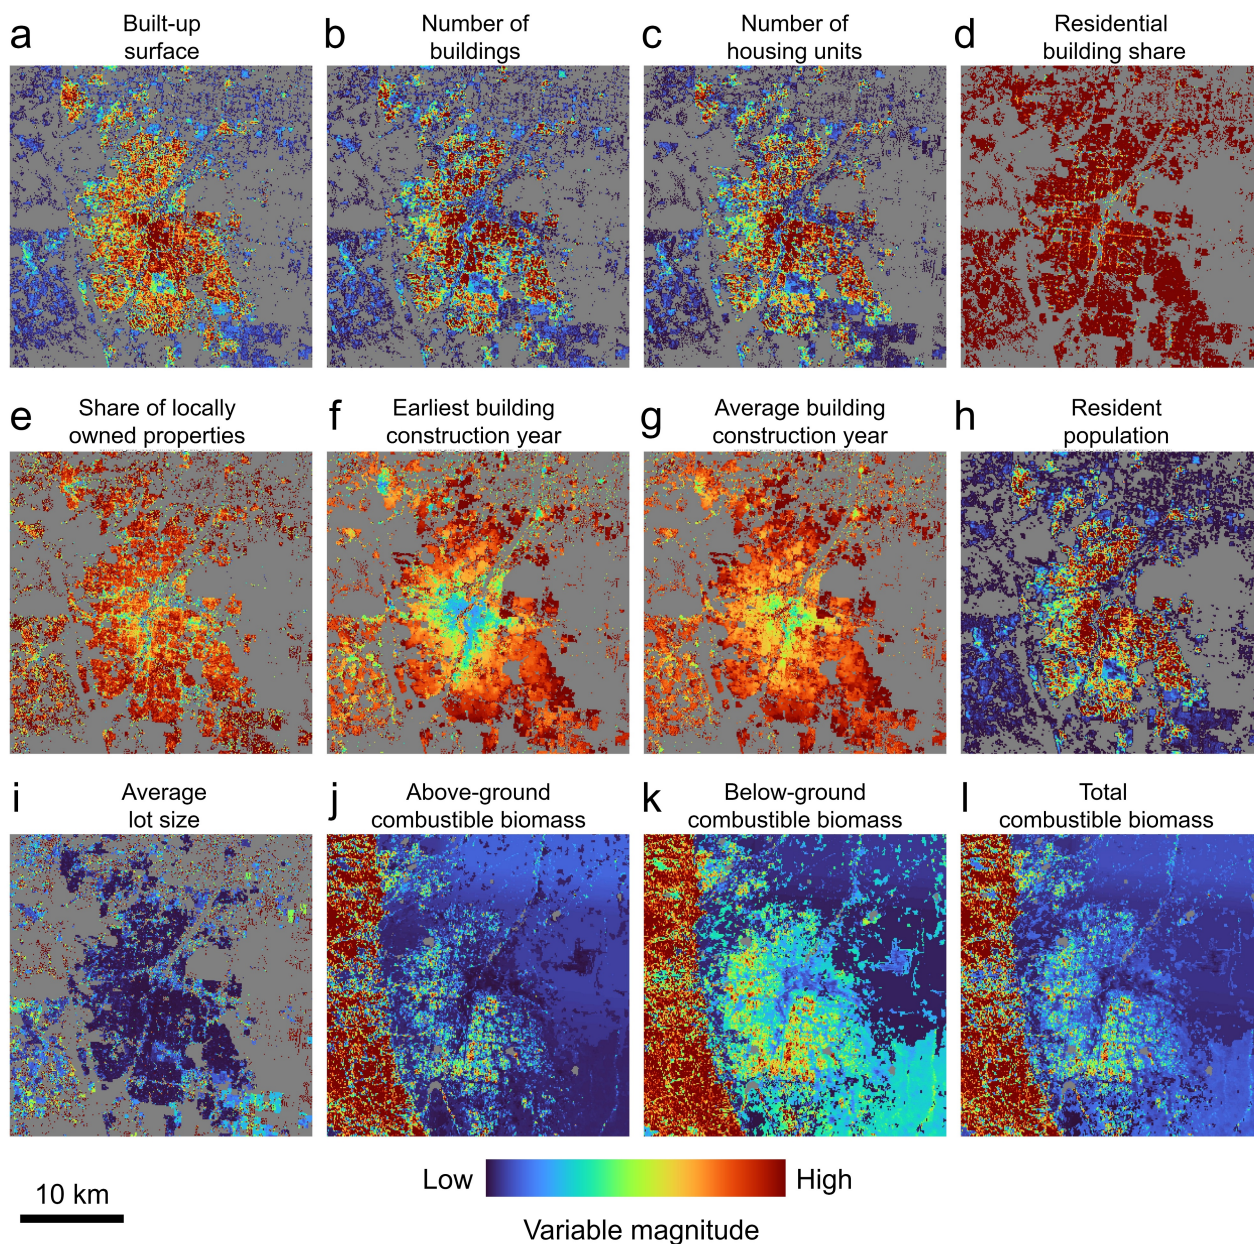 a Built-up
surface
b Number of
buildings
c Number of
housing units
d Residential
building share
e Share of locally
owned properties
f Earliest building
construction year
g Average building
construction year
h Resident
population
i Average
lot size
j Above-ground
combustible biomass
k Below-ground
combustible biomass
l Total
combustible biomass
Low High
10 km
Variable magnitude